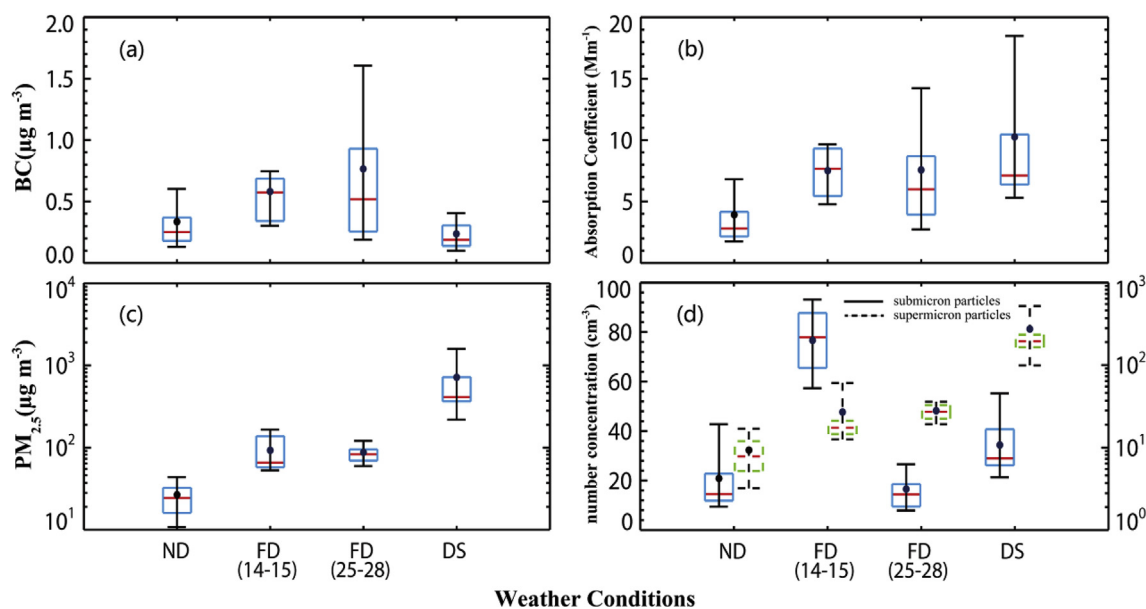 (a)
BC(μg m⁻³)
2.0
1.5
1.0
0.5
0.0
(b)
Absorption Coefficient (Mm⁻¹)
20
15
10
5
0
(c)
PM₂.₅(μg m⁻³)
10⁴
10³
10²
10¹
ND
FD
(14-15)
FD
(25-28)
DS
(d)
submicron particles
supermicron particles
number concentration (cm⁻³)
100
80
60
40
20
0
10³
10²
10¹
10⁰
ND
FD
(14-15)
FD
(25-28)
DS
Weather Conditions